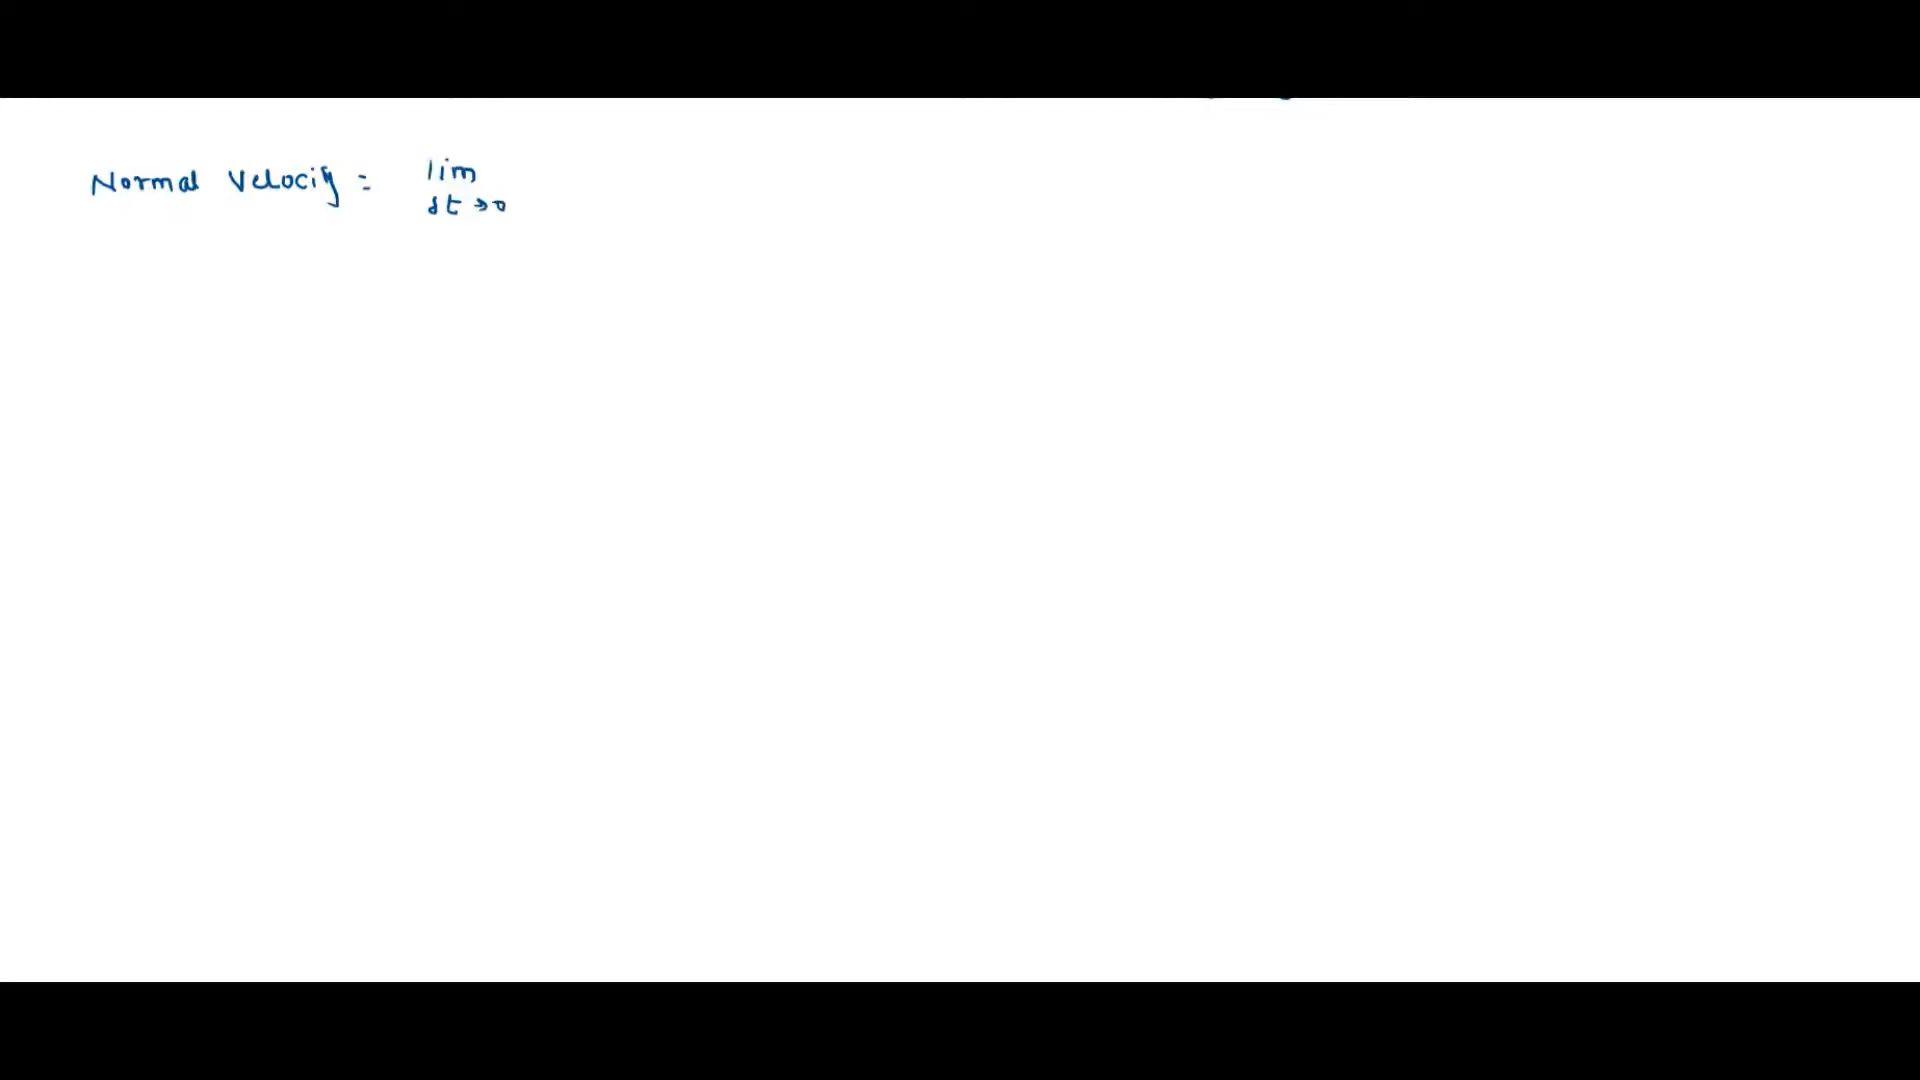 Normal Velocity = lim
δt→0